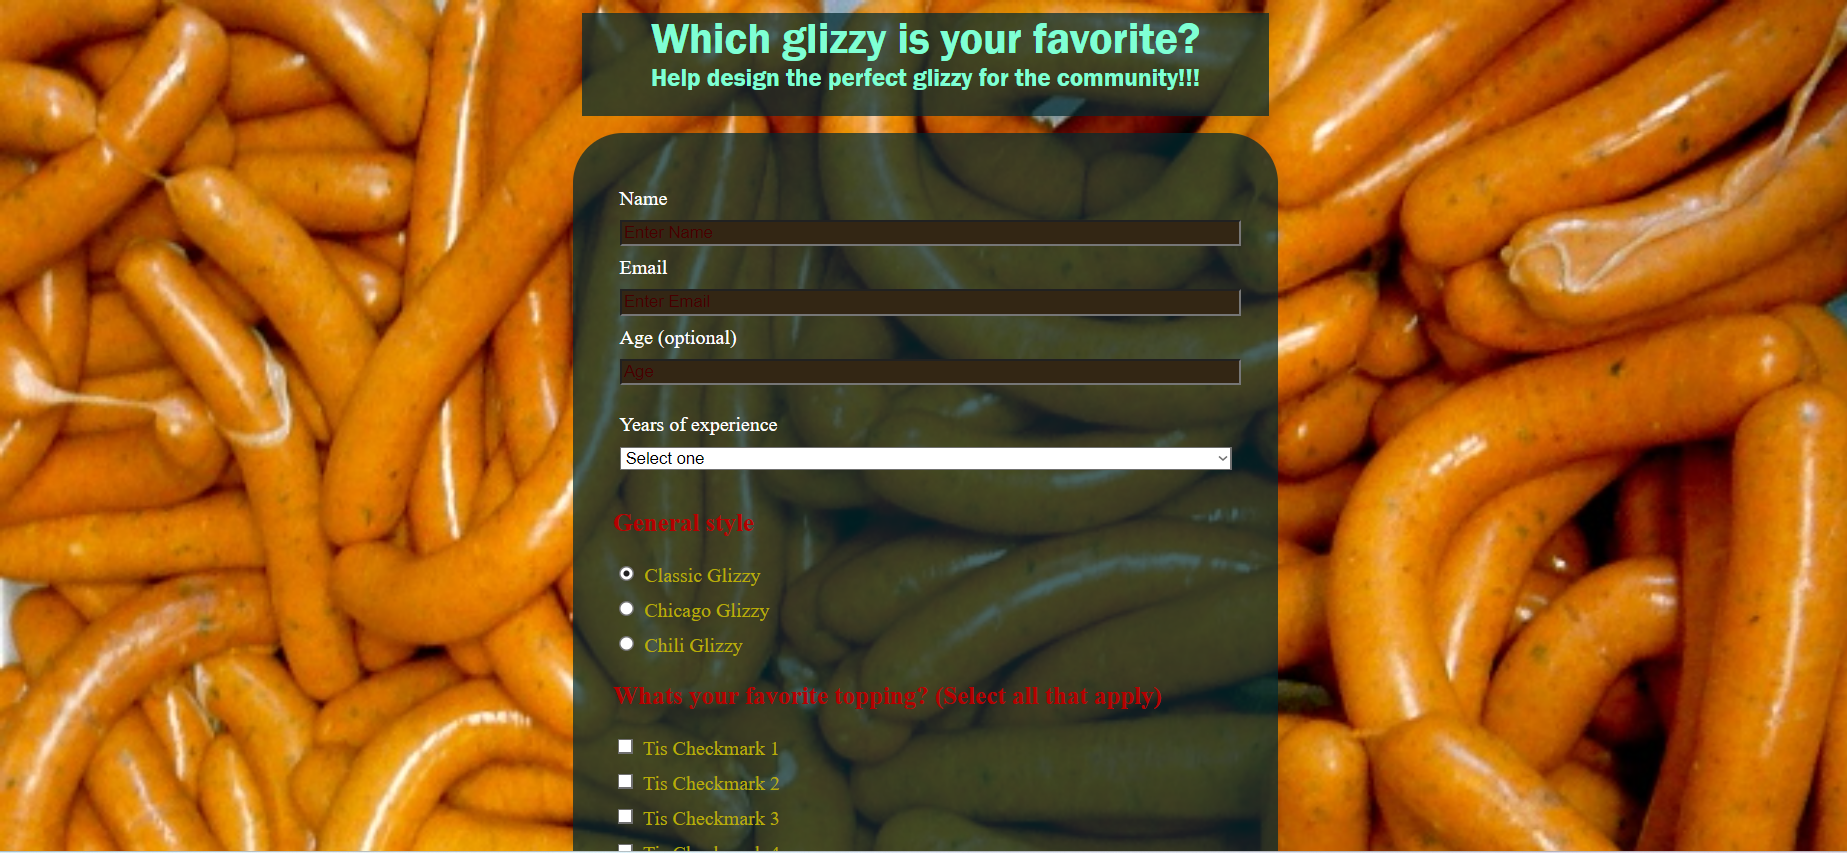 Which glizzy is your favorite?
Help design the perfect glizzy for the community!!!
Name
Enter Name
Email
Enter Email
Age (optional)
Age
Years of experience
Select one
General style
Classic Glizzy
Chicago Glizzy
Chili Glizzy
Whats your favorite topping? (Select all that apply)
Tis Checkmark 1
Tis Checkmark 2
Tis Checkmark 3